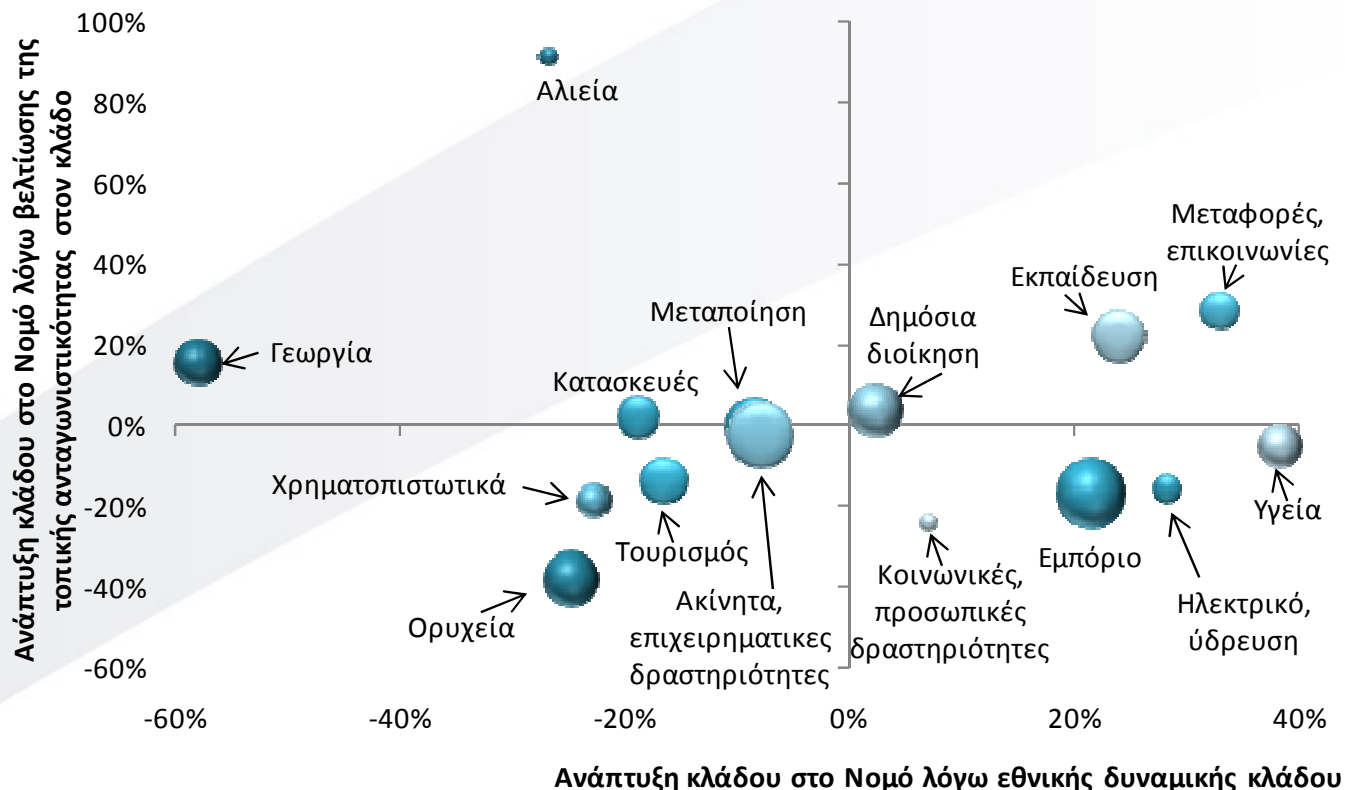 Ανάπτυξη κλάδου στο Νομό λόγω βελτίωσης της
τοπικής ανταγωνιστικότητας στον κλάδο
100%
80%
60%
40%
20%
0%
-20%
-40%
-60%
Αλιεία
Μεταφορές,
επικοινωνίες
Εκπαίδευση
Μεταποίηση
Δημόσια
διοίκηση
Γεωργία
Κατασκευές
Χρηματοπιστωτικά
Τουρισμός
Ορυχεία
Ακίνητα,
επιχειρηματικες
δραστηριότητες
Κοινωνικές,
προσωπικές
δραστηριότητες
Εμπόριο
Υγεία
Ηλεκτρικό,
ύδρευση
-60%
-40%
-20%
0%
20%
40%
Ανάπτυξη κλάδου στο Νομό λόγω εθνικής δυναμικής κλάδου